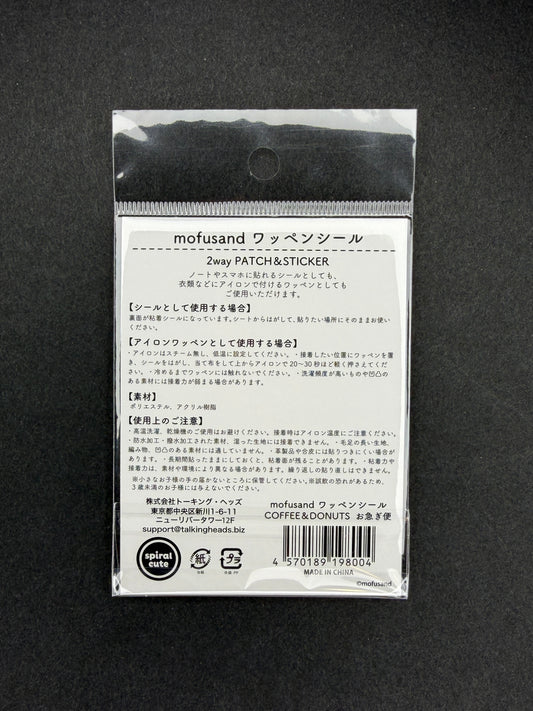 mofusand ワッペンシール
2way PATCH&STICKER
ノートやスマホに貼れるシールとしても、
衣類などにアイロンで付けるワッペンとしても
ご使用いただけます。
【シールとして使用する場合】
裏面が粘着シールになっています。シートからはがして、貼りたい場所にそのままお使い
ください。
【アイロンワッペンとして使用する場合】
・アイロンはスチーム無し、低温に設定してください。・接着したい位置にワッペンを置
き、シールをはがし、当て布をして上からアイロンで20〜30秒ほど軽く押さえてくだ
さい。・冷めるまでワッペンには触れないでください。・洗濯頻度が高いものや凹凸の
ある素材には接着力が弱まる場合があります。
【素材】
ポリエステル、アクリル樹脂
【使用上のご注意】
・高温洗濯、乾燥機のご使用はお避けください。接着時はアイロン温度にご注意ください。
・防水加工・撥水加工された素材、湿った生地には接着できません。・毛足の長い生地、
編み物、凹凸のある素材には適していません。・革製品や合皮には貼りつきにくい場合が
あります。・長期間貼ったままにしておくと、粘着面が残ることがあります。・粘着力や
接着力は、素材や環境により異なる場合があります。繰り返しの貼り直しはできません。
※小さなお子様の手の届かないところに保管してください。※誤飲の恐れがあるため、
3歳未満のお子様には与えないでください。
株式会社トーキング・ヘッズ
東京都中央区新川1-6-11
ニューリバータワー12F
support@talkingheads.biz
mofusand ワッペンシール
COFFEE&DONUTS お急ぎ便
4 570189 198004
MADE IN CHINA
spiral
cute
紙
プラ
©mofusand